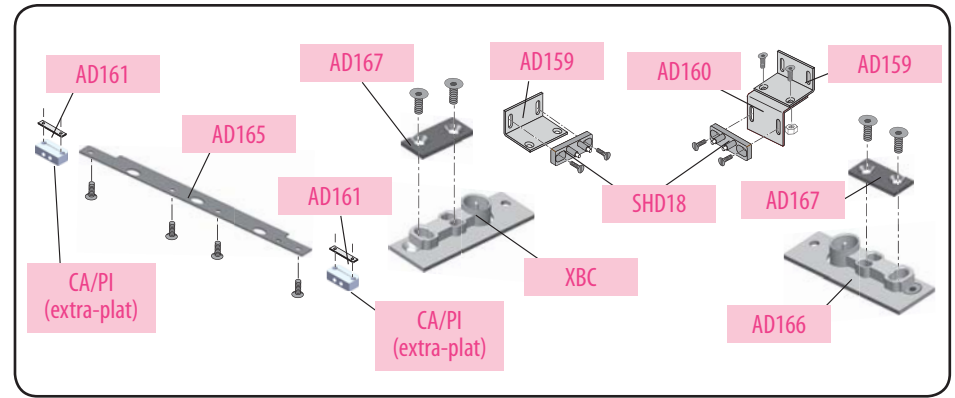 AD161
AD165
CA/PI
(extra-plat)
AD161
CA/PI
(extra-plat)
AD167
AD159
XBC
SHD18
AD160
AD159
AD167
AD166